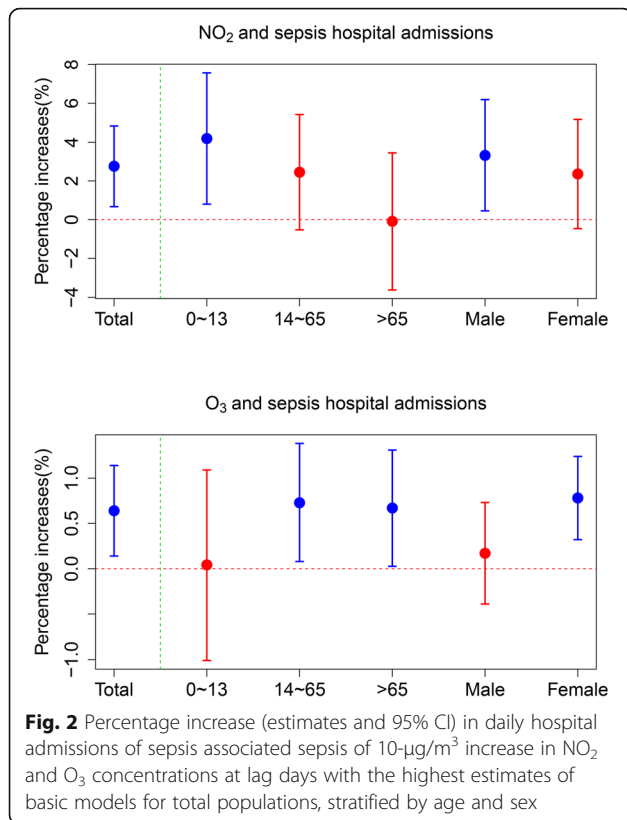 NO₂ and sepsis hospital admissions
Percentage increases(%)
8
6
4
2
0
−2
−4
Total 0~13 14~65 >65 Male Female
O₃ and sepsis hospital admissions
Percentage increases(%)
1.0
0.5
0.0
−1.0
Total 0~13 14~65 >65 Male Female
Fig. 2 Percentage increase (estimates and 95% CI) in daily hospital
admissions of sepsis associated sepsis of 10-μg/m³ increase in NO₂
and O₃ concentrations at lag days with the highest estimates of
basic models for total populations, stratified by age and sex